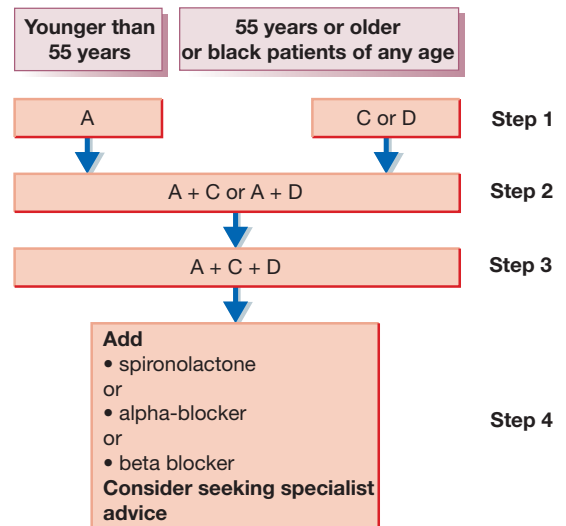 Younger than
55 years
55 years or older
or black patients of any age
A
C or D
Step 1
A + C or A + D
Step 2
A + C + D
Step 3
Add
• spironolactone
or
• alpha-blocker
or
• beta blocker
Consider seeking specialist
advice
Step 4